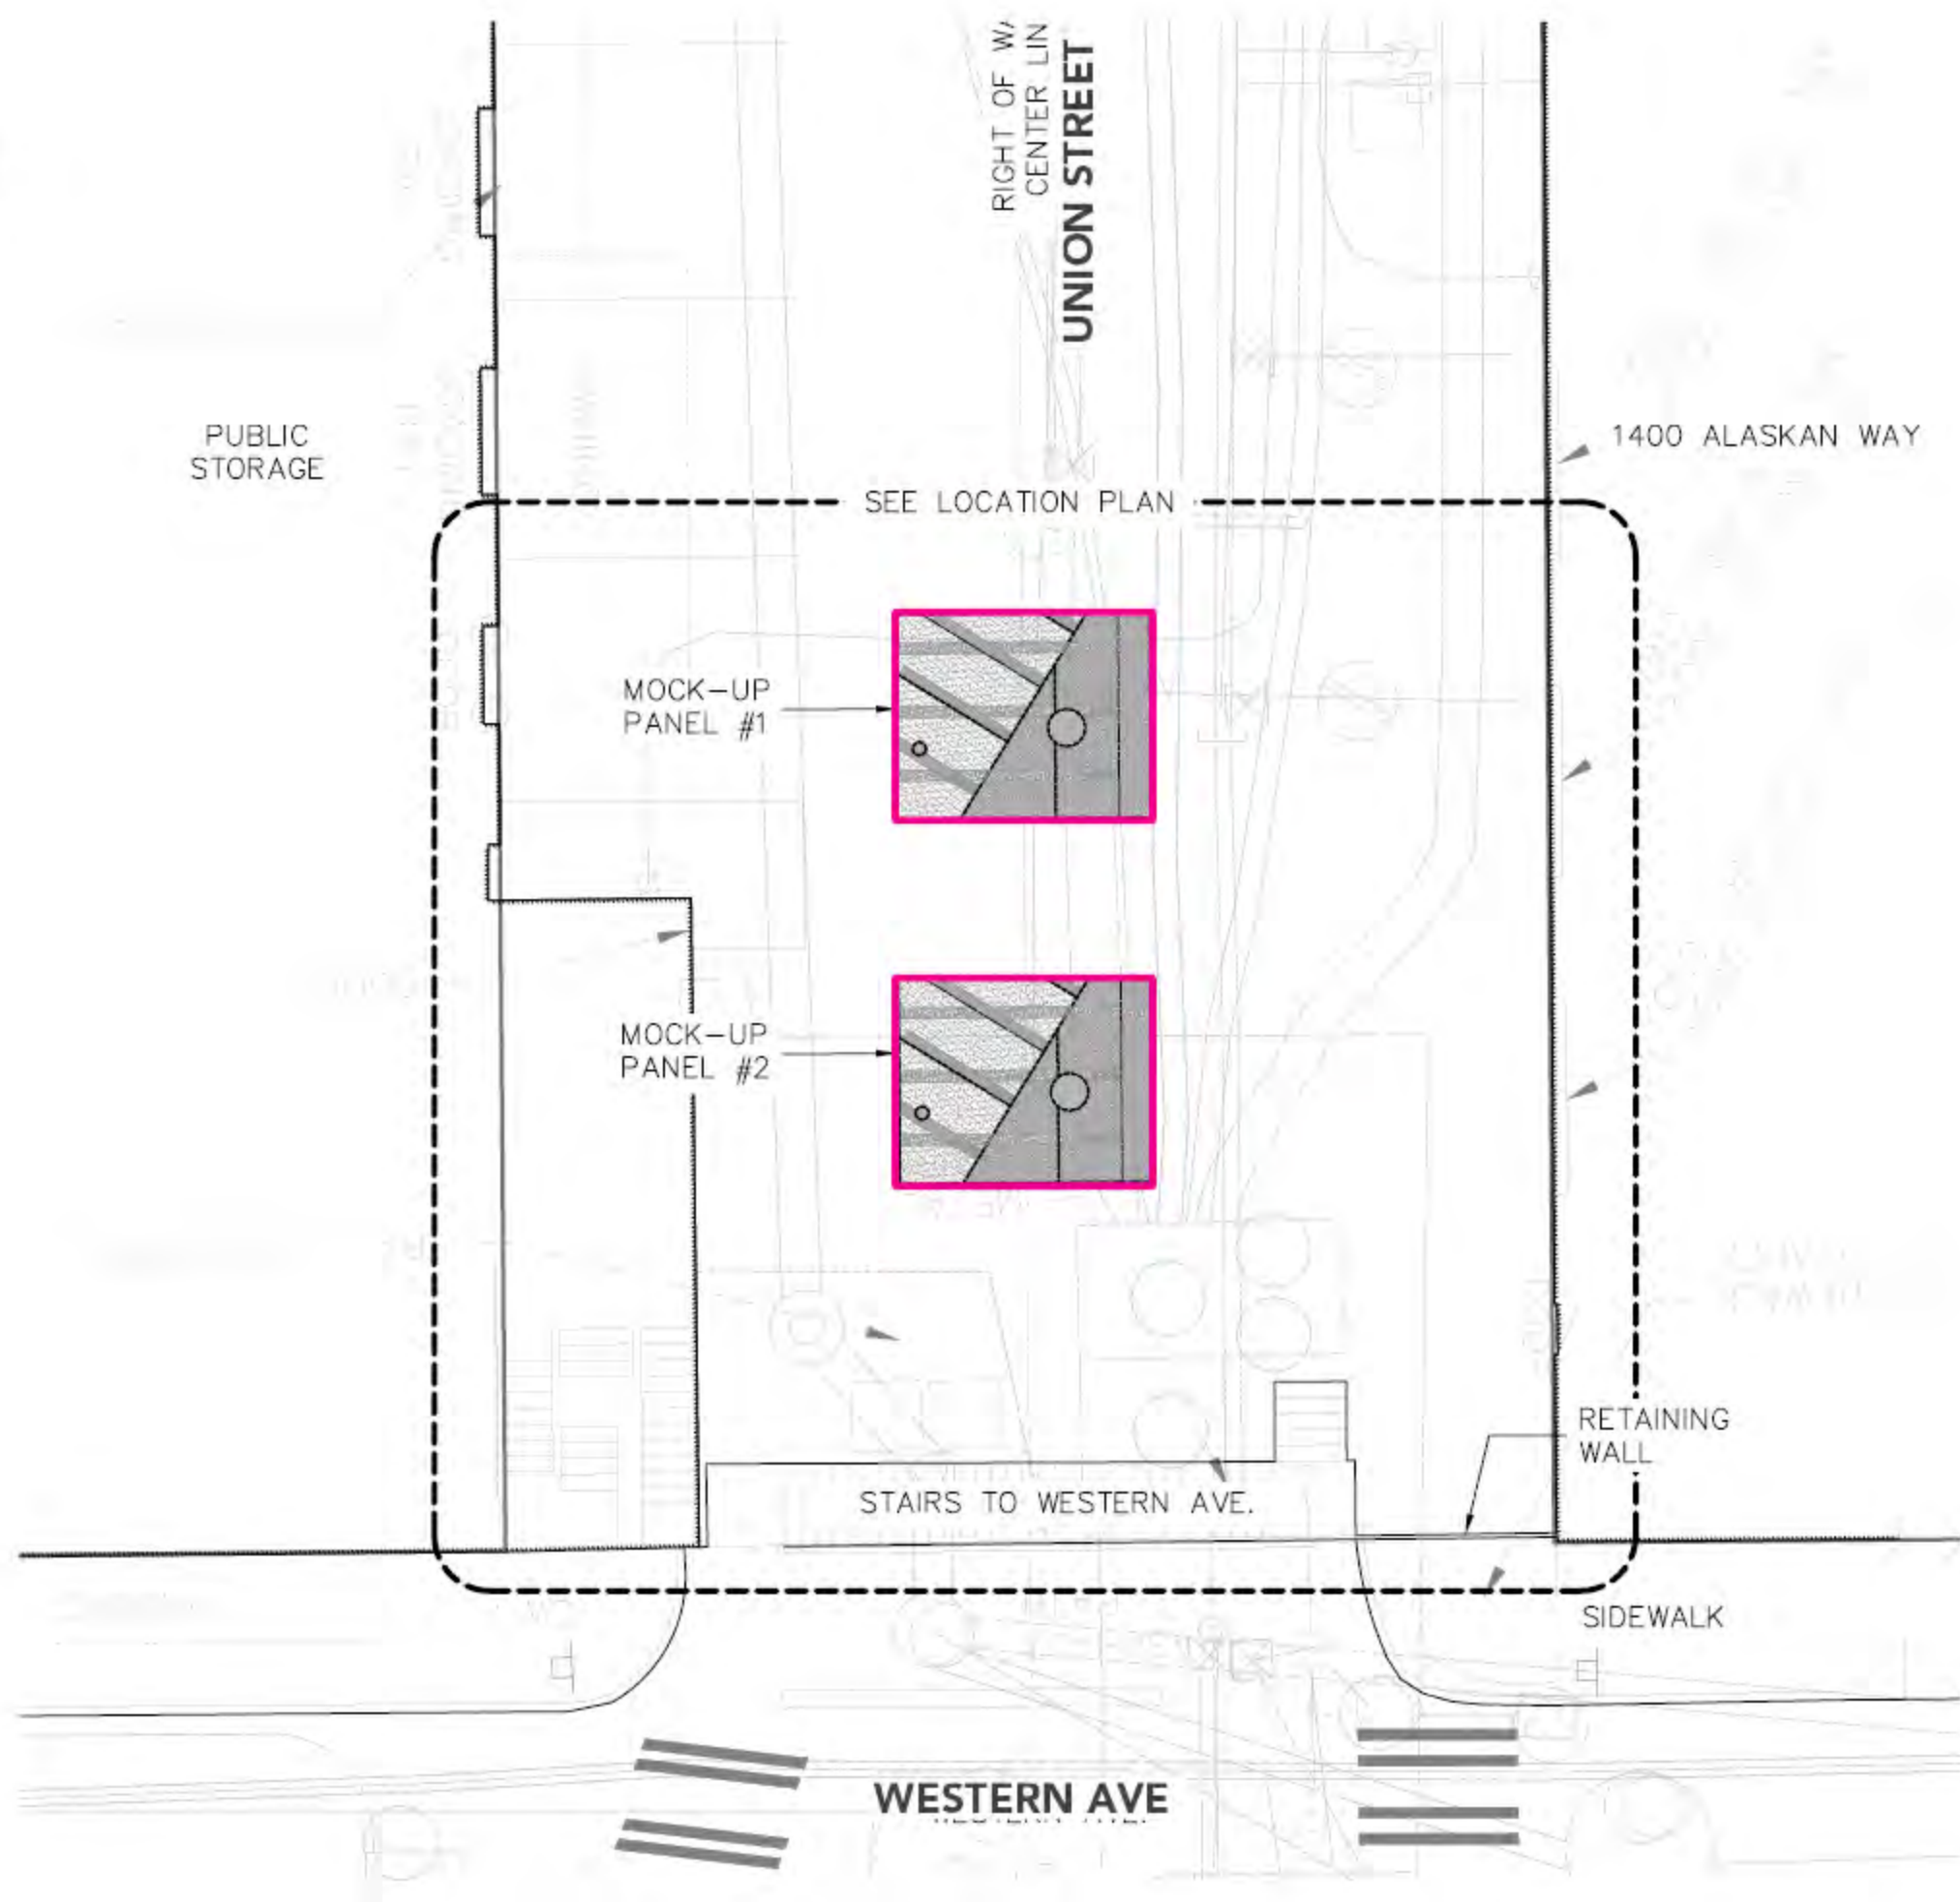 RIGHT OF WA
CENTER LIN
UNION STREET
PUBLIC
STORAGE
1400 ALASKAN WAY
SEE LOCATION PLAN
MOCK-UP
PANEL #1
MOCK-UP
PANEL #2
RETAINING
WALL
STAIRS TO WESTERN AVE.
SIDEWALK
WESTERN AVE